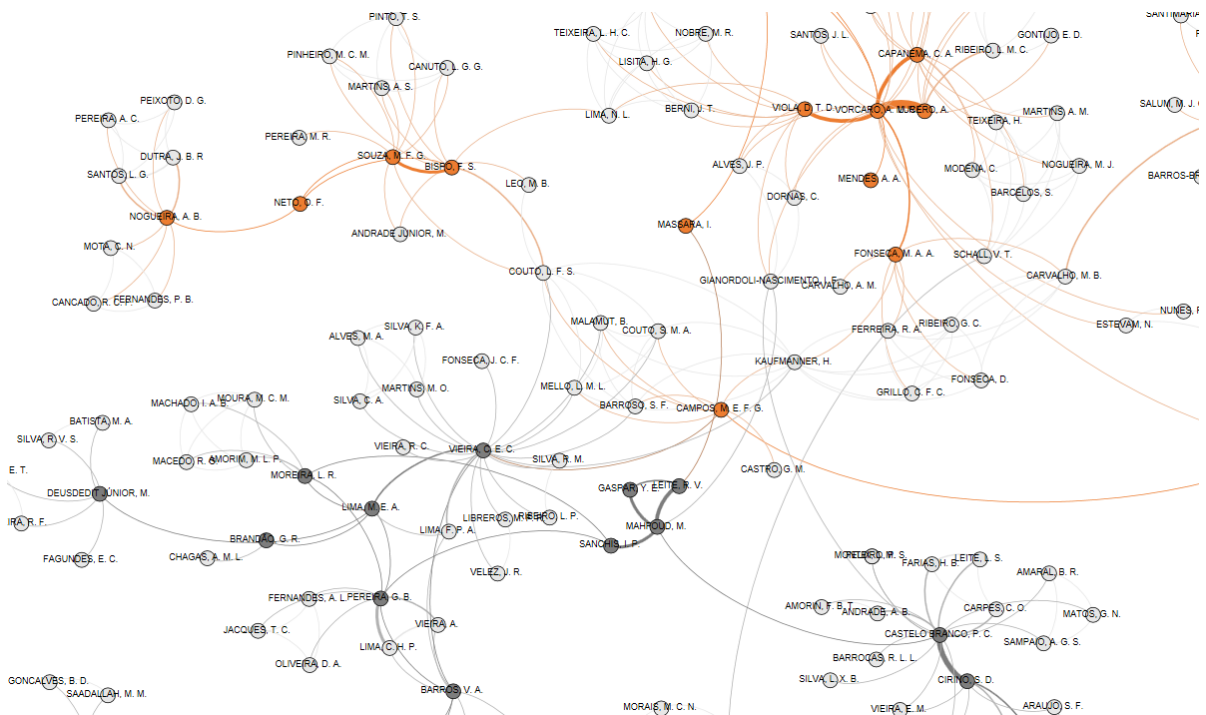 PINTO, T. S.
TEIXEIRA, L. H. C.
NOBRE, M. R.
SANTOS J. L.
GONTIJO, E. D.
PINHEIRO, M. C. M.
CANUTO, L. G. G.
LISITA, H. G.
CAPANEMA, C. A.
RIBEIRO, L. M. C.
MARTINS, A. S.
PEIXOTO, D. G.
PEREIRA, A. C.
LIMA, N. L.
BERNI, J. T.
VIOLA, D. T. D.
VORCARO, A. M. R.
TEIXEIRA, H.
MARTINS, A. M.
SALUM, M. J.
PEREIRA, M. R.
DUTRA, J. B. R
SOUZA, M. F. G.
BISPO, F. S.
SANTOS, L. G.
LEO, M. B.
ALVES, J. P.
MENDES, A. A.
MODENA, C.
NOGUEIRA, M. J.
BARCELOS, S.
DORNAS, C.
NETO, O. F.
NOGUEIRA, A. B.
MASSARA, I.
ANDRADE JUNIOR, M.
MOTA, C. N.
FONSECA, M. A. A.
SCHALL, V. T.
COUTO, L. F. S.
GIANORDOLI-NASCIMENTO, I. F.
CARVALHO, A. M.
CARVALHO, M. B.
FERNANDES, P. B.
ESTEVAM, N.
MALAMUT, B.
COUTO, S. M. A.
SILVA, K. F. A.
ALVES, M. A.
FERREIRA, R. A.
RIBEIRO, G. C.
FONSECA, J. C. F.
KAUFMANNER, H.
MARTINS, M. O.
MELLO, L. M. L.
FONSECA, D.
GRILLO, C. F. C.
SILVA, C. A.
BARROSO, S. F.
CAMPOS, M. E. F. G.
MACHADO, I. A. B.
MOURA, M. C. M.
BATISTA, M. A.
SILVA, R. V. S.
VIEIRA, R. C.
VIEIRA, C. E. C.
SILVA, R. M.
MACEDO, R. G.
AMORIM, M. L. P.
E. T.
MOREIRA, L. R.
CASTRO, G. M.
DEUSDEDIT JÚNIOR, M.
GASPAR, Y. E.
LEITE, R. V.
LIMA, M. E. A.
IRA, R. F.
LIBREROS, M.
RIBEIRO, L. P.
MAHFOUD, M.
LIMA, F. P. A.
BRANDÃO, G. R.
SANCHIS, I. P.
FAGUNDES, E. C.
CHAGAS, A. M. L.
VELEZ, J. R.
FARIAS, H. B.
LEITE, L. S.
AMARAL, B. R.
FERNANDES, A. L.
PEREIRA, G. B.
AMORIN, F. B. T.
ANDRADE, A. B.
CARPES, C. O.
MATOS, G. N.
JACQUES, T. C.
VIEIRA, A.
CASTELO BRANCO, P. C.
SAMPAIO, A. G. S.
LIMA, C. H. P.
OLIVEIRA, D. A.
BARROCAS, R. L. L.
GONCALVES, B. D.
SAADALLAH, M. M.
BARROS, V. A.
SILVA, L. X. B.
CIRINO, S. D.
MORAIS, M. C. N.
VIEIRA, E. M.
ARAUJO, S. F.